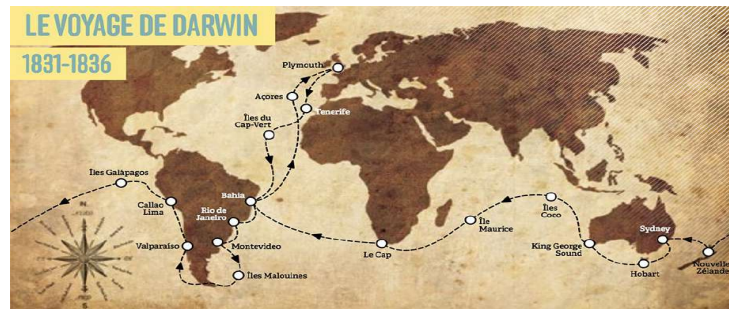 LE VOYAGE DE DARWIN
1831-1836
Plymouth
Açores
Tenerife
Îles du
Cap-Vert
Îles Galápagos
Callao
Lima
Bahia
Rio de
Janeiro
Valparaiso
Montevideo
Îles Malouines
Le Cap
Île
Maurice
Îles
Coco
King George
Sound
Sydney
Hobart
Nouvelle
Zélande